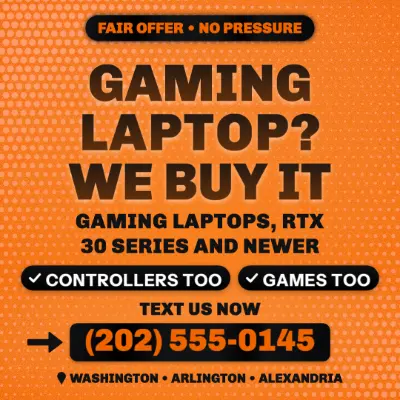 FAIR OFFER • NO PRESSURE
GAMING
LAPTOP?
WE BUY IT
GAMING LAPTOPS, RTX
30 SERIES AND NEWER
✓ CONTROLLERS TOO ✓ GAMES TOO
TEXT US NOW
(202) 555-0145
WASHINGTON • ARLINGTON • ALEXANDRIA